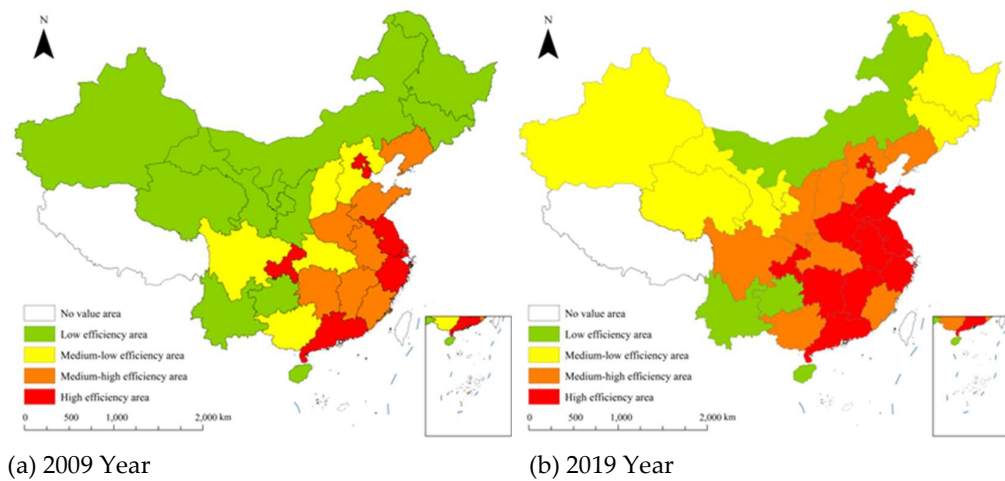 N
No value area
Low efficiency area
Medium-low efficiency area
Medium-high efficiency area
High efficiency area
0 500 1,000 2,000 km
(a) 2009 Year
N
No value area
Low efficiency area
Medium-low efficiency area
Medium-high efficiency area
High efficiency area
0 500 1,000 2,000 km
(b) 2019 Year